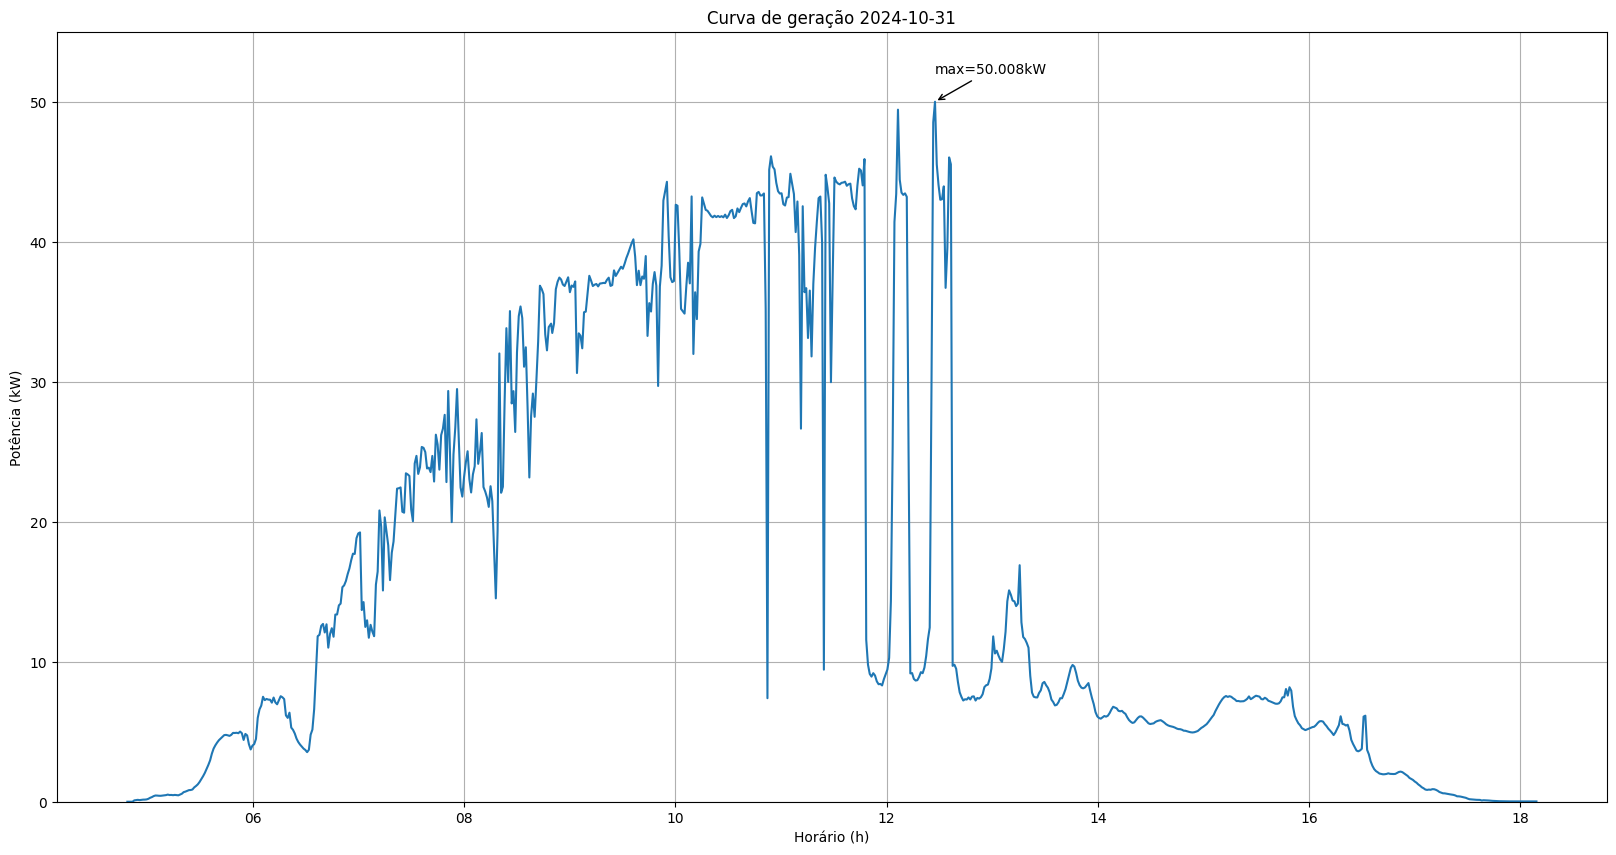 Curva de geração 2024-10-31
max=50.008kW
50
40
30
20
10
0
Potência (kW)
06 08 10 12 14 16 18
Horário (h)